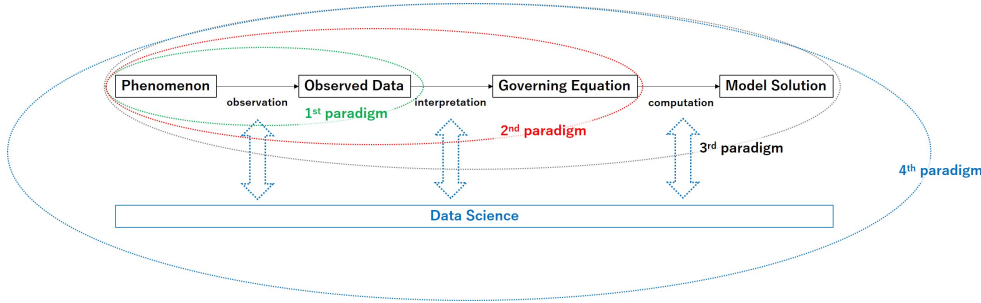 Phenomenon
Observed Data
Governing Equation
Model Solution
observation
interpretation
computation
1st paradigm
2nd paradigm
3rd paradigm
4th paradigm
Data Science